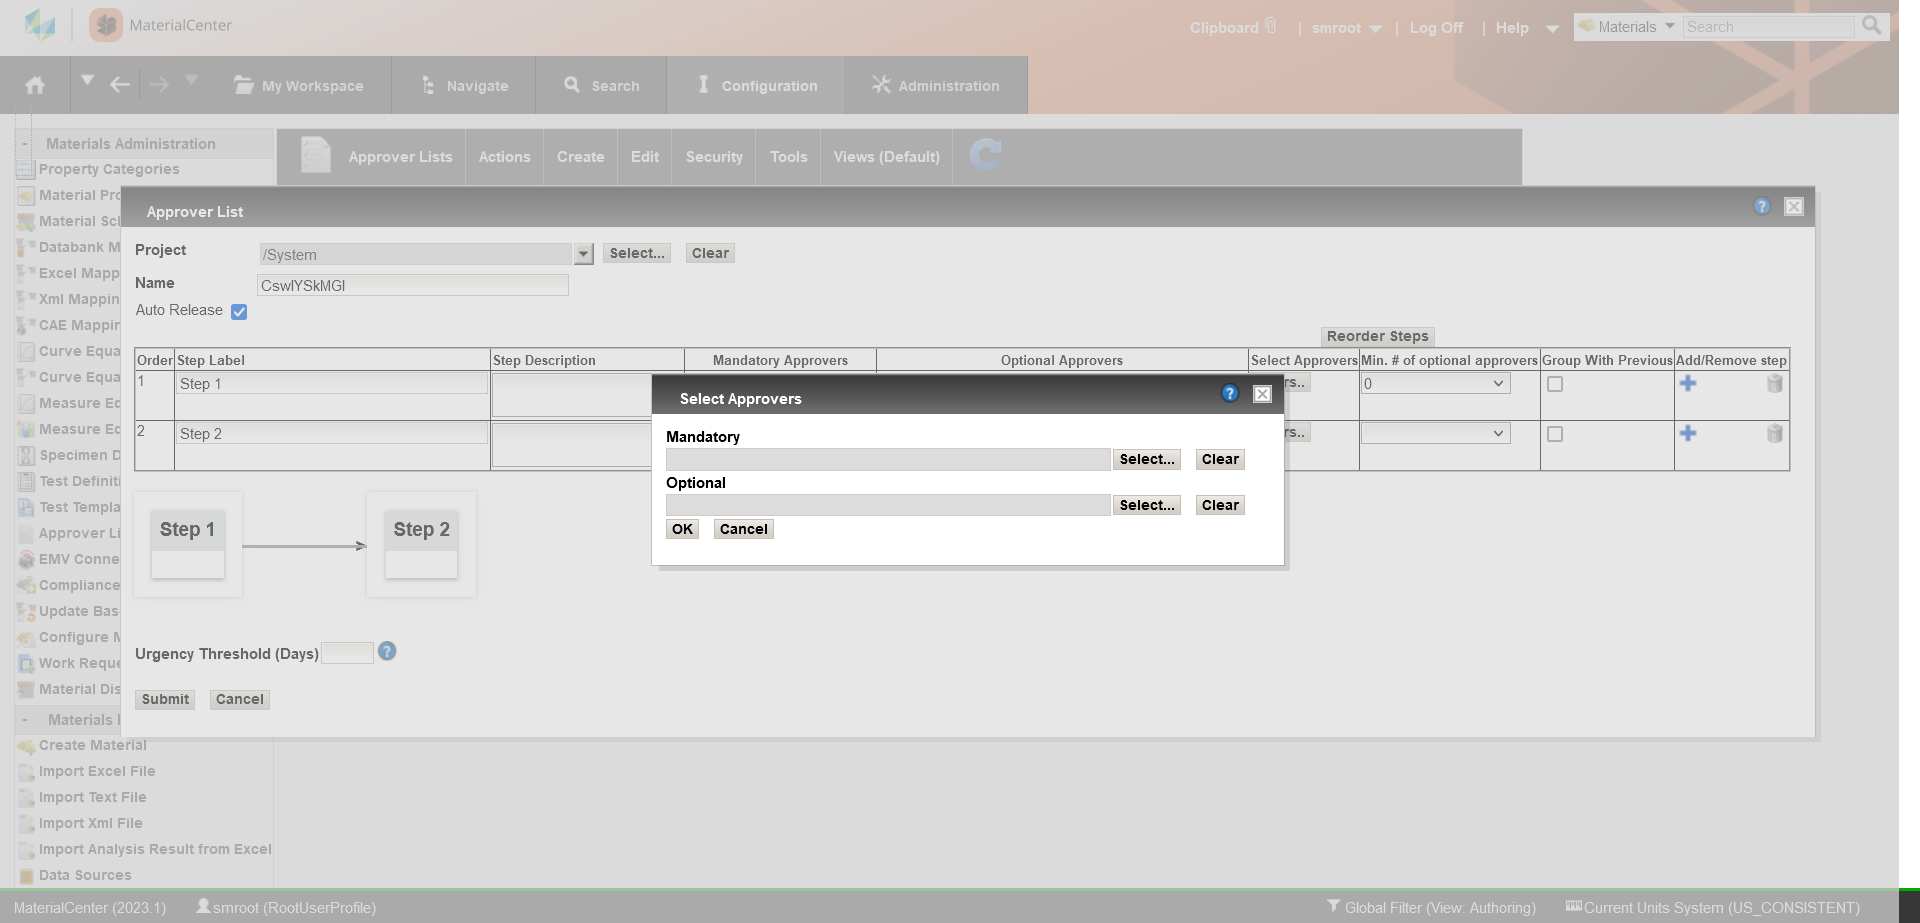 MaterialCenter
Clipboard | smroot | Log Off | Help
Materials Search
My Workspace Navigate Search Configuration Administration
- Materials Administration
Approver Lists Actions Create Edit Security Tools Views (Default)
Property Categories
Material Pro
Material Sch
Databank M
Excel Mapp
Xml Mappin
CAE Mappin
Curve Equa
Curve Equa
Measure Eq
Measure Eq
Specimen D
Test Definiti
Test Templa
Approver Li
EMV Conne
Compliance
Update Bas
Configure M
Work Reque
Material Dis
- Materials I
Create Material
Import Excel File
Import Text File
Import Xml File
Import Analysis Result from Excel
Data Sources
Approver List ?
Project /System Select... Clear
Name CswlYSkMGl
Auto Release
Reorder Steps
Order Step Label Step Description Mandatory Approvers Optional Approvers Select Approvers Min. # of optional approvers Group With Previous Add/Remove step
1 Step 1 rs.. 0
2 Step 2 rs..
Select Approvers ?
Mandatory
Select... Clear
Optional
Select... Clear
OK Cancel
Step 1 Step 2
Urgency Threshold (Days) ?
Submit Cancel
MaterialCenter (2023.1) smroot (RootUserProfile) Global Filter (View: Authoring) Current Units System (US_CONSISTENT)